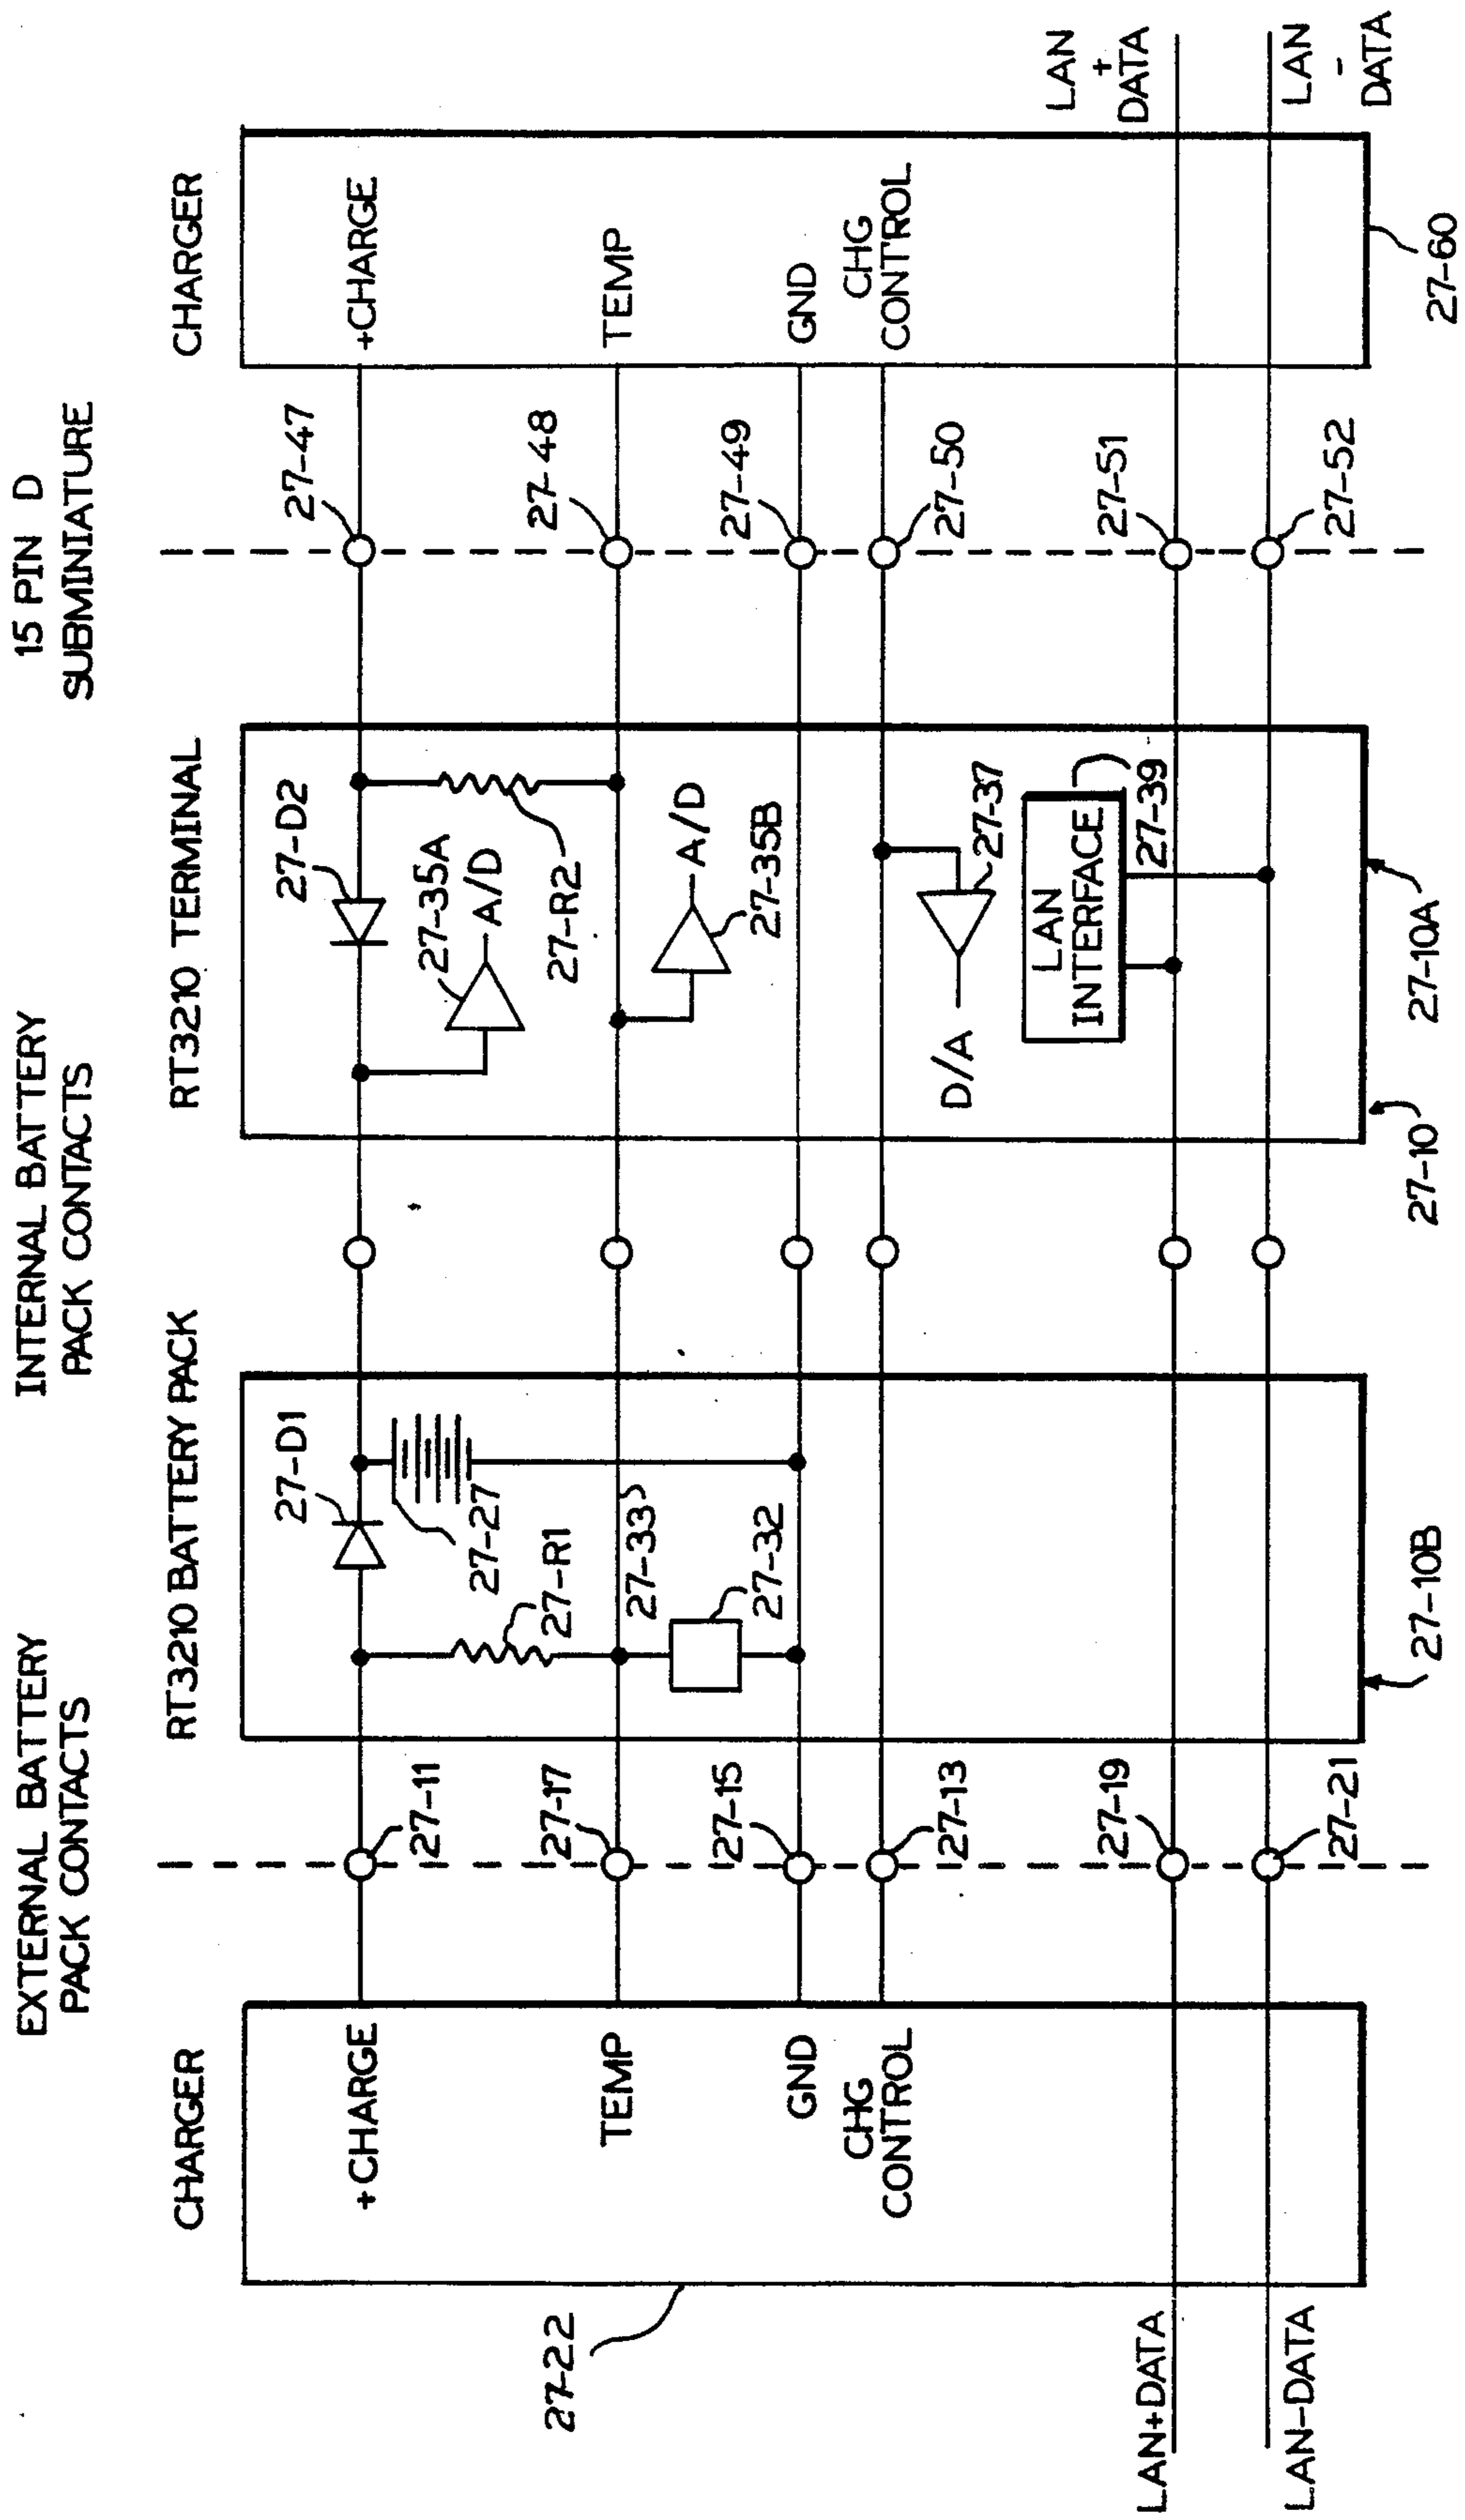 EXTERNAL BATTERY
PACK CONTACTS
INTERNAL BATTERY
PACK CONTACTS
15 PIN D
SUBMINIATURE
CHARGER
RT3210 BATTERY PACK
RT3210 TERMINAL
CHARGER
+CHARGE
TEMP
GND
CHG
CONTROL
27-22
LAN+DATA
LAN-DATA
27-11
27-17
27-15
27-13
27-19
27-21
27-D1
27-27
27-R1
27-33
27-32
27-10B
27-D2
27-35A
A/D
27-R2
A/D
27-35B
D/A
27-37
LAN
INTERFACE
27-39
27-10
27-10A
27-47
27-48
27-49
27-50
27-51
27-52
+CHARGE
TEMP
GND
CHG
CONTROL
27-60
LAN
+
DATA
LAN
-
DATA